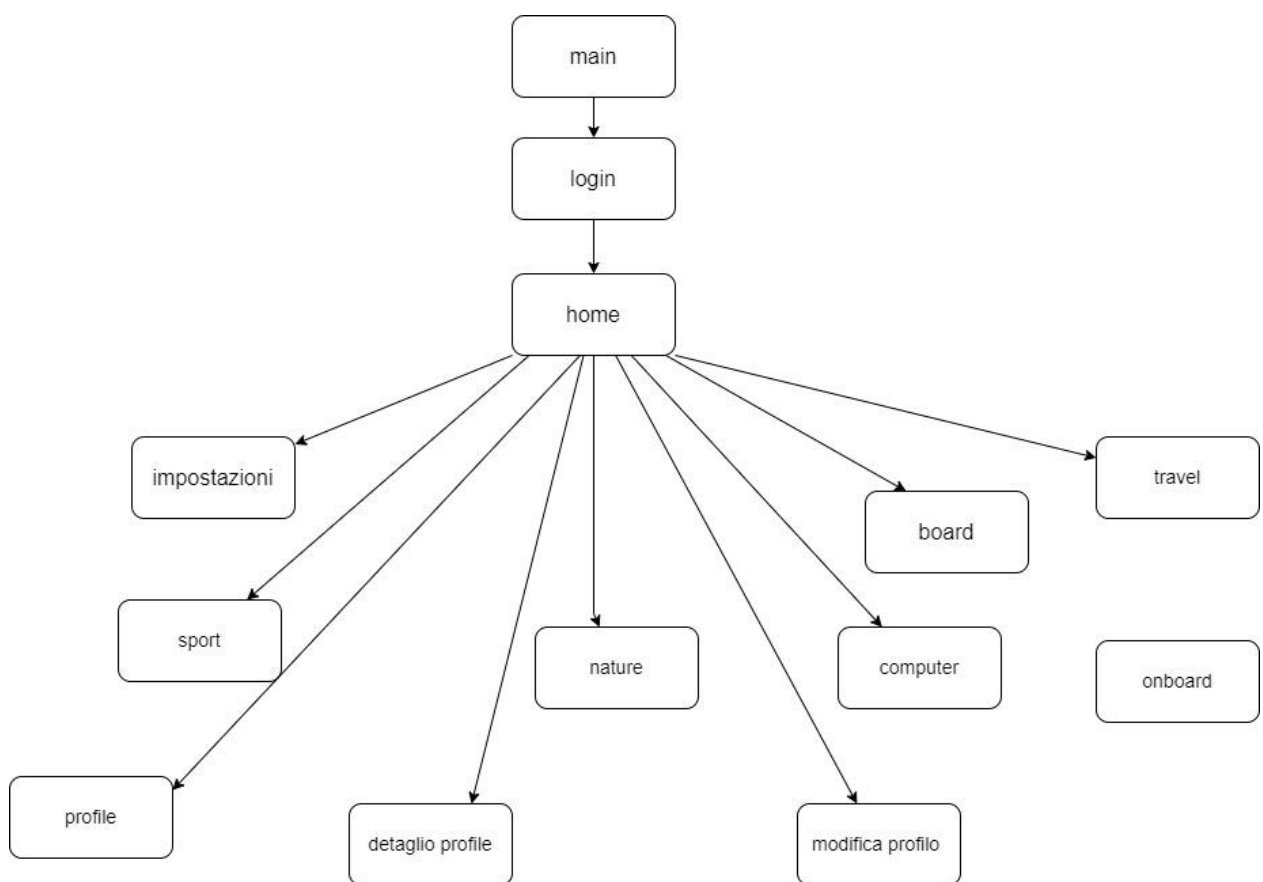 main
login
home
impostazioni
travel
board
sport
nature
computer
onboard
profile
detaglio profile
modifica profilo